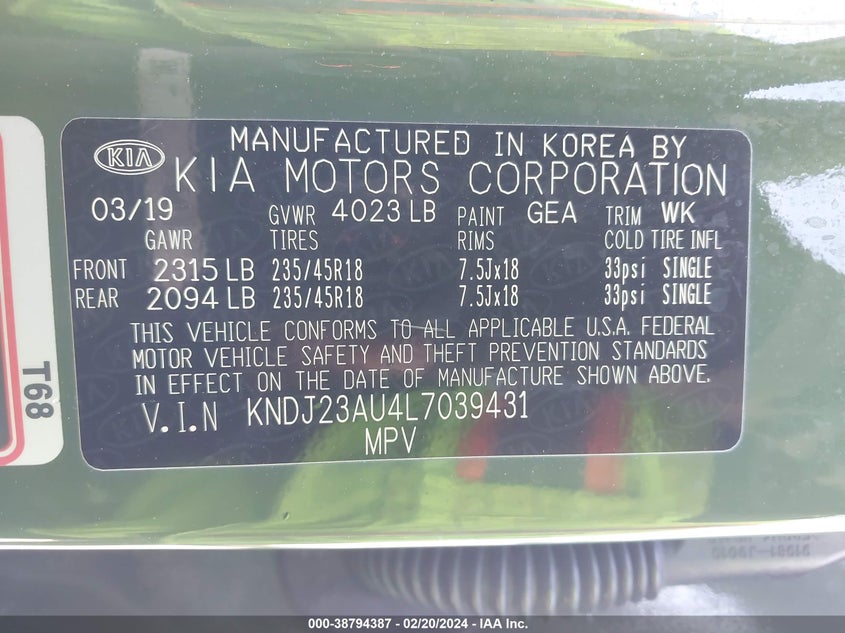 MANUFACTURED IN KOREA BY
KIA KIA MOTORS CORPORATION
03/19 GVWR 4023 LB PAINT GEA TRIM WK
GAWR TIRES RIMS COLD TIRE INFL
FRONT 2315 LB 235/45R18 7.5Jx18 33psi SINGLE
REAR 2094 LB 235/45R18 7.5Jx18 33psi SINGLE
THIS VEHICLE CONFORMS TO ALL APPLICABLE U.S.A. FEDERAL
MOTOR VEHICLE SAFETY AND THEFT PREVENTION STANDARDS
IN EFFECT ON THE DATE OF MANUFACTURE SHOWN ABOVE.
V.I.N KNDJ23AU4L7039431
MPV
T68
000-38794387 - 02/20/2024 - IAA Inc.